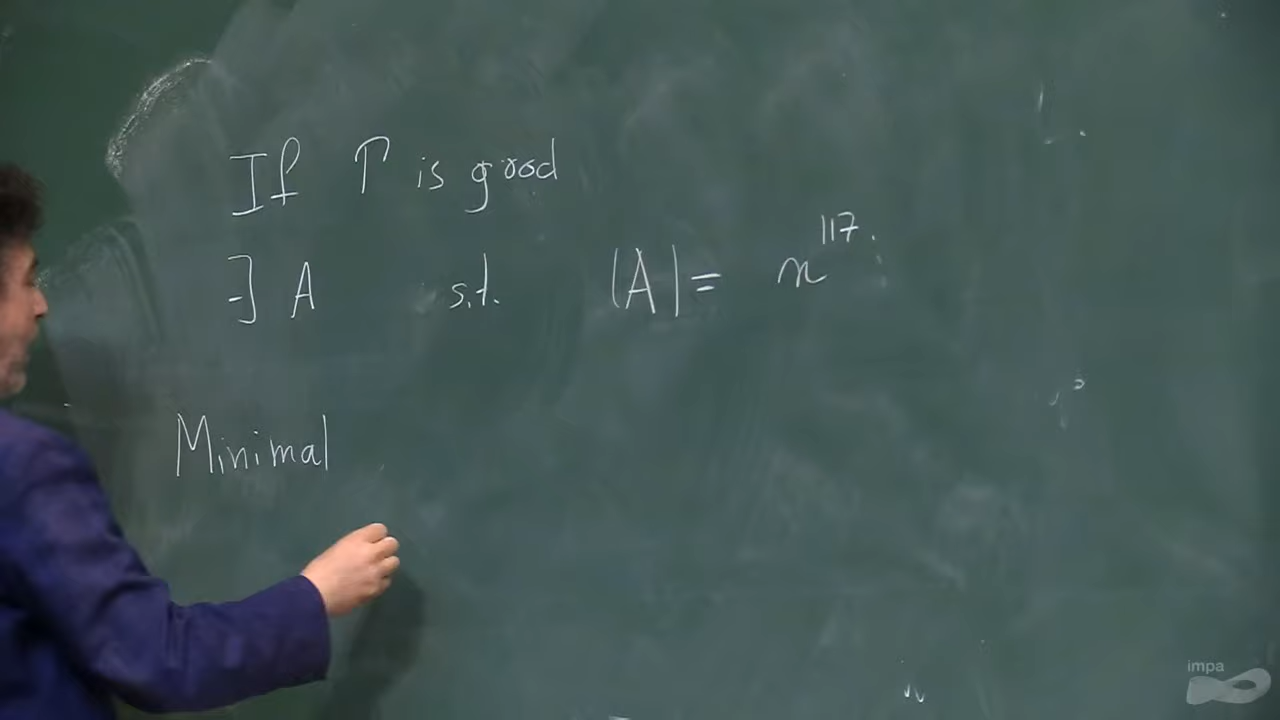 If Γ is good
∃ A s.t. |A| = n^117.
Minimal
impa